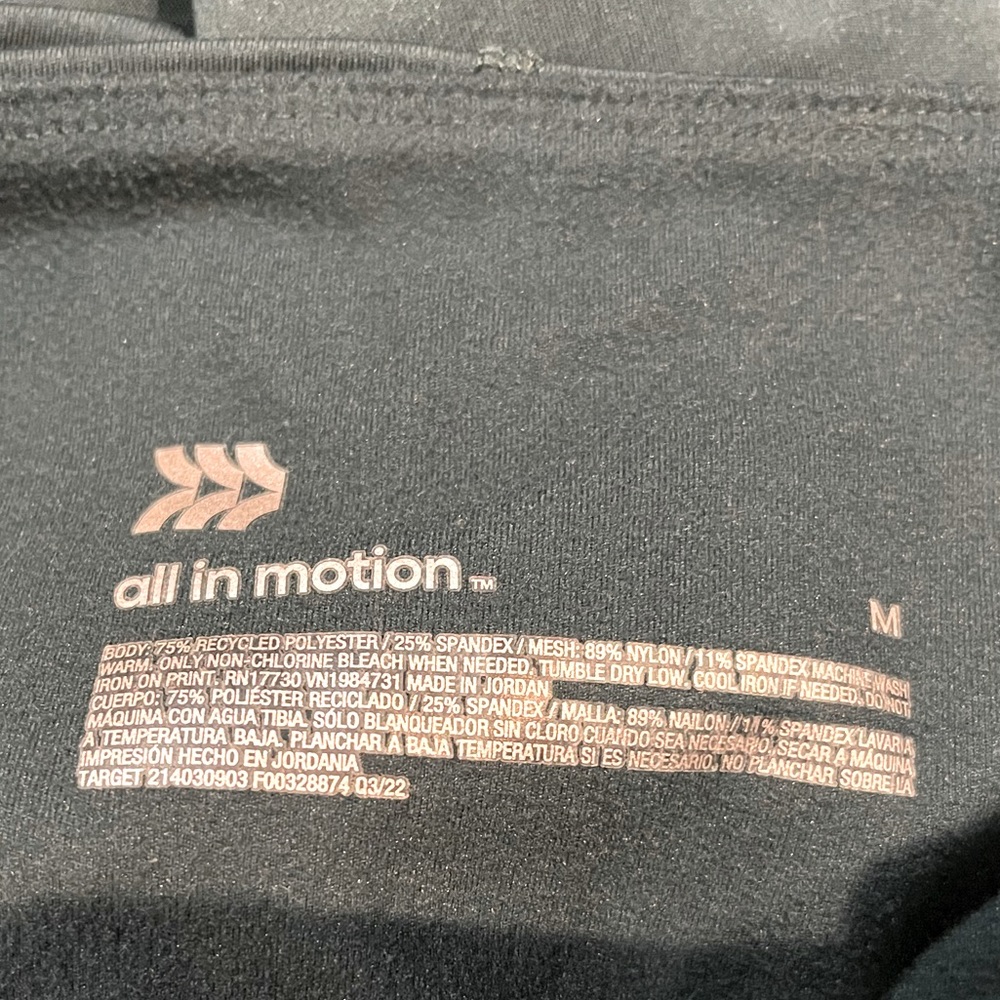 all in motion™
M
BODY: 75% RECYCLED POLYESTER / 25% SPANDEX / MESH: 89% NYLON / 11% SPANDEX MACHINE WASH
WARM. ONLY NON-CHLORINE BLEACH WHEN NEEDED. TUMBLE DRY LOW. COOL IRON IF NEEDED. DO NOT
IRON ON PRINT. RN17730 VN1984731 MADE IN JORDAN
CUERPO: 75% POLIÉSTER RECICLADO / 25% SPANDEX / MALLA: 89% NAILON / 11% SPANDEX LAVAR A
MÁQUINA CON AGUA TIBIA. SÓLO BLANQUEADOR SIN CLORO CUANDO SEA NECESARIO. SECAR A MÁQUINA
A TEMPERATURA BAJA. PLANCHAR A BAJA TEMPERATURA SI ES NECESARIO. NO PLANCHAR SOBRE LA
IMPRESIÓN HECHO EN JORDANIA
TARGET 214030903 F00328874 Q3/22